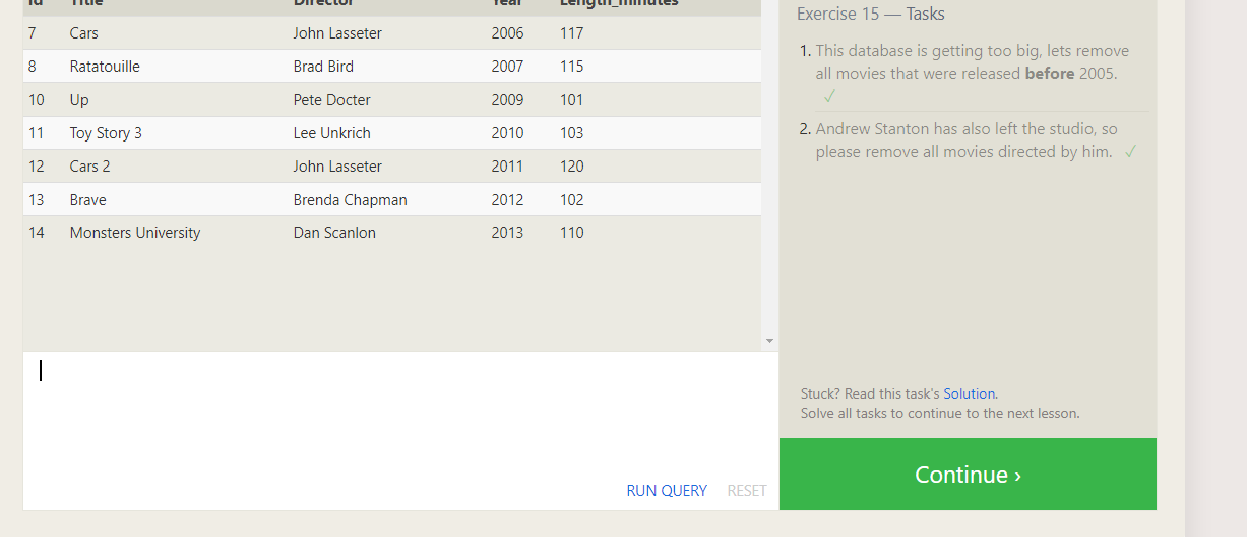 Id Title Director Year Length_minutes
7 Cars John Lasseter 2006 117
8 Ratatouille Brad Bird 2007 115
10 Up Pete Docter 2009 101
11 Toy Story 3 Lee Unkrich 2010 103
12 Cars 2 John Lasseter 2011 120
13 Brave Brenda Chapman 2012 102
14 Monsters University Dan Scanlon 2013 110
RUN QUERY RESET
Exercise 15 — Tasks
1. This database is getting too big, lets remove
all movies that were released before 2005.
✓
2. Andrew Stanton has also left the studio, so
please remove all movies directed by him. ✓
Stuck? Read this task's Solution.
Solve all tasks to continue to the next lesson.
Continue ›